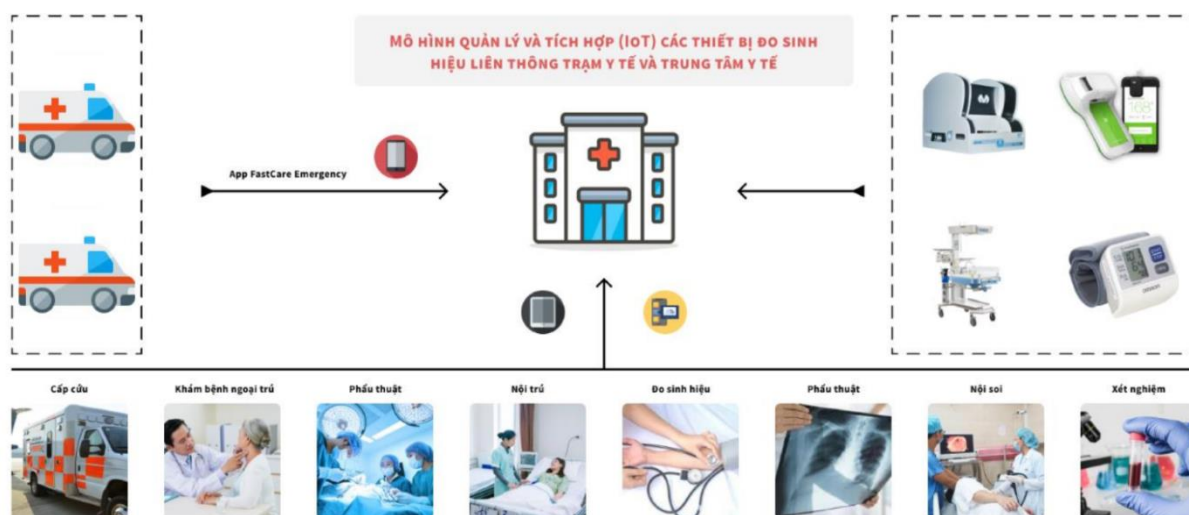 MÔ HÌNH QUẢN LÝ VÀ TÍCH HỢP (IoT) CÁC THIẾT BỊ ĐO SINH
HIỆU LIÊN THÔNG TRẠM Y TẾ VÀ TRUNG TÂM Y TẾ
App FastCare Emergency
Cấp cứu
Khám bệnh ngoại trú
Phẩu thuật
Nội trú
Đo sinh hiệu
Phẩu thuật
Nội soi
Xét nghiệm